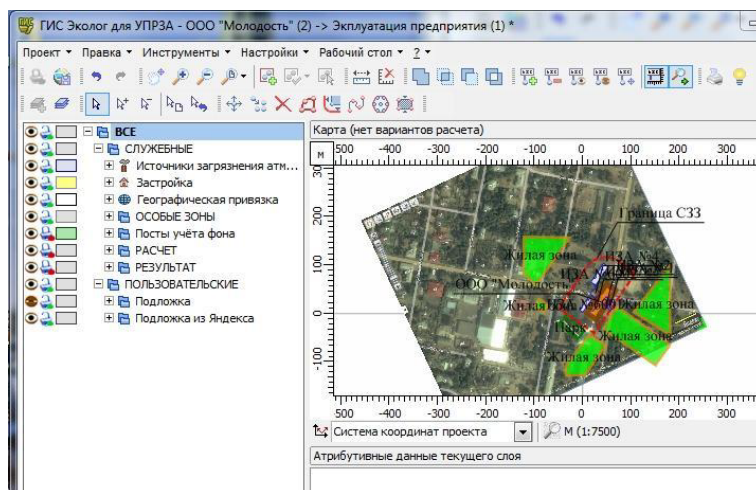 ГИС Эколог для УПРЗА - ООО "Молодость" (2) -> Экплуатация предприятия (1) *
Проект Правка Инструменты Настройки Рабочий стол ?
ВСЕ
СЛУЖЕБНЫЕ
Источники загрязнения атм...
Застройка
Географическая привязка
ОСОБЫЕ ЗОНЫ
Посты учёта фона
РАСЧЕТ
РЕЗУЛЬТАТ
ПОЛЬЗОВАТЕЛЬСКИЕ
Подложка
Подложка из Яндекса
Карта (нет вариантов расчета)
м 500 -400 -300 -200 -100 0 100 200 300
300
200
100
0
-100
Граница СЗЗ
Жилая зона
ООО "Молодость
Жилая зона
Жилая зона
Парк
Жилая зона
Жилая зона
500 -400 -300 -200 -100 0 100 200 300
Система координат проекта М (1:7500)
Атрибутивные данные текущего слоя